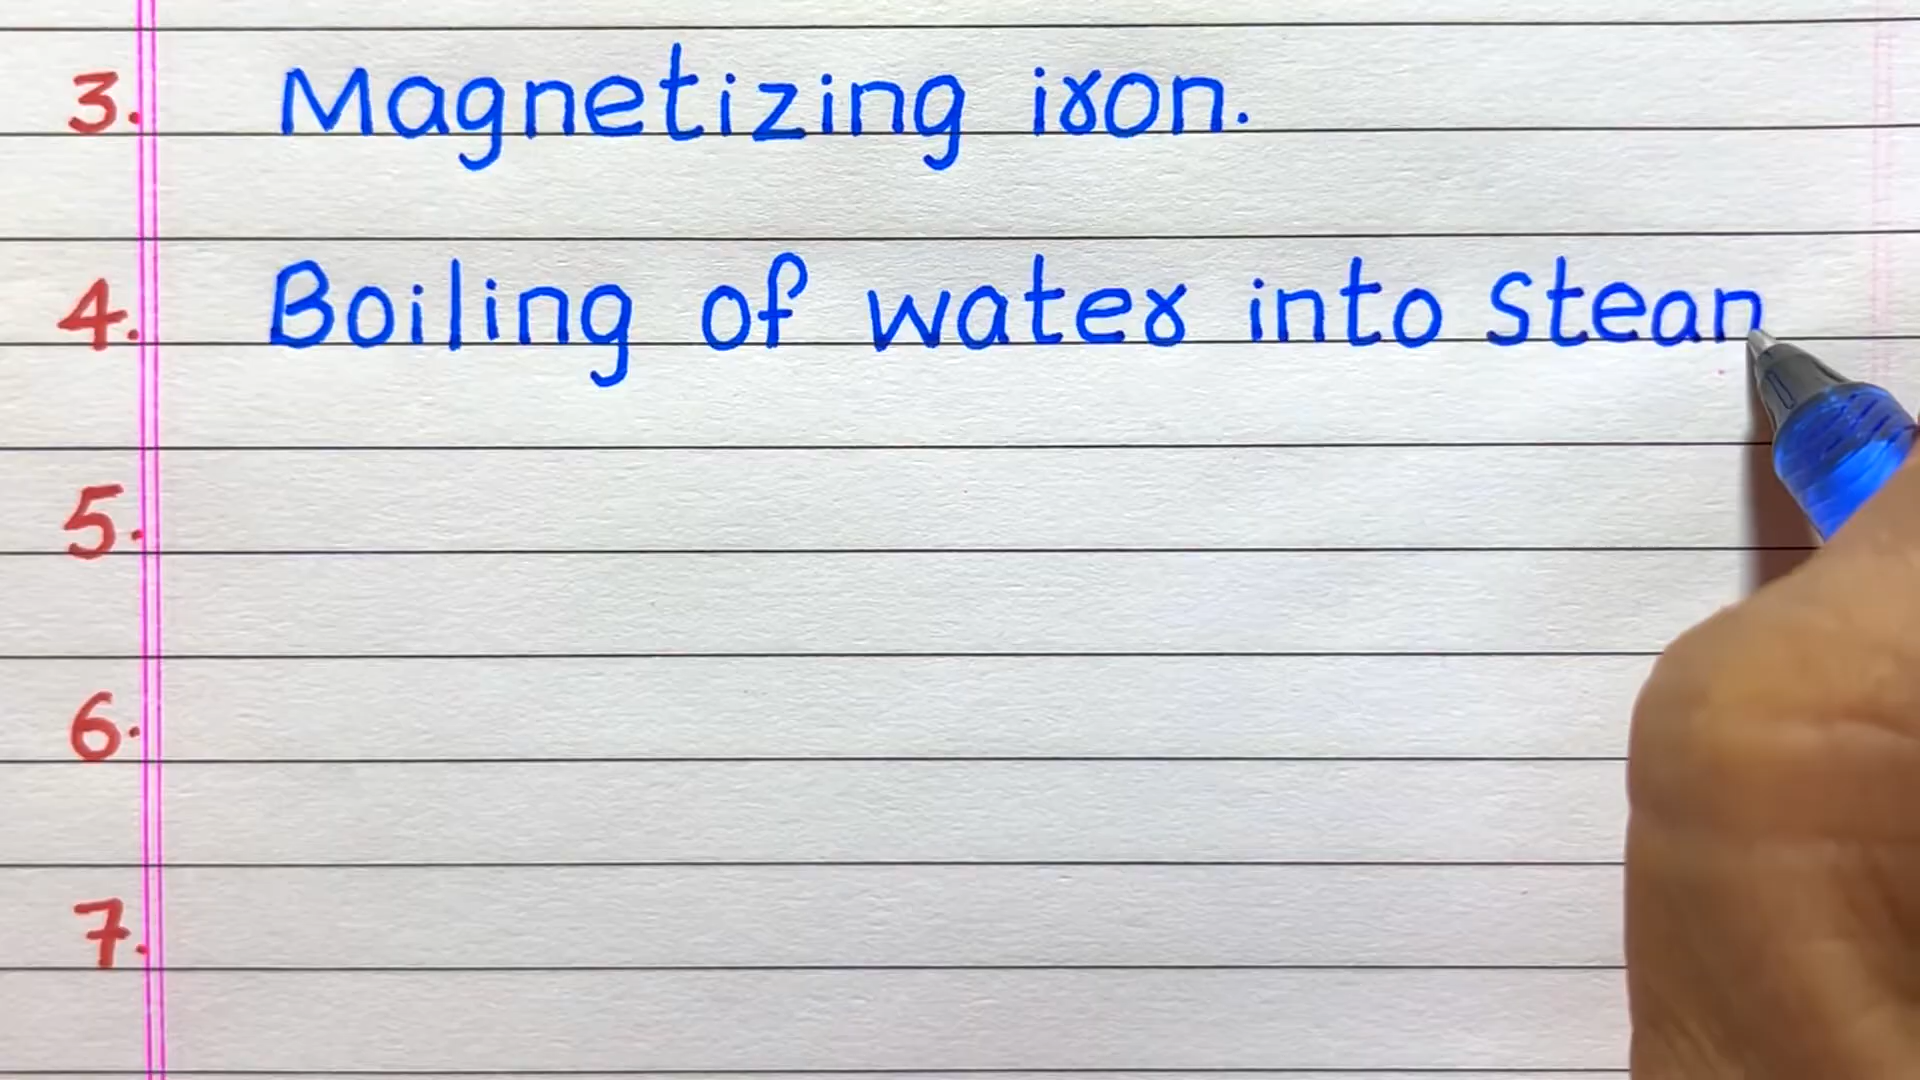 3. Magnetizing iron.
4. Boiling of water into Stean
5.
6.
7.